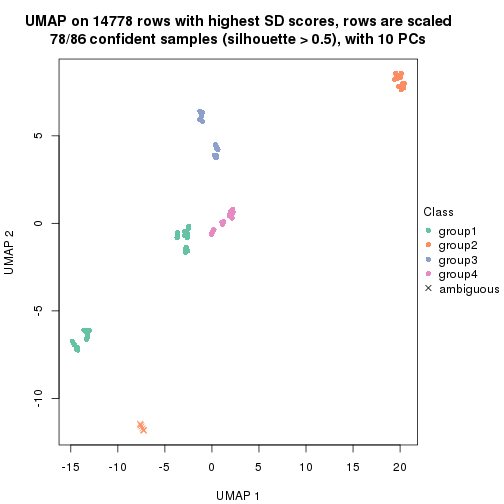 UMAP on 14778 rows with highest SD scores, rows are scaled
78/86 confident samples (silhouette > 0.5), with 10 PCs
5
0
-5
-10
UMAP 2
-15
-10
-5
0
5
10
15
20
UMAP 1
Class
group1
group2
group3
group4
ambiguous